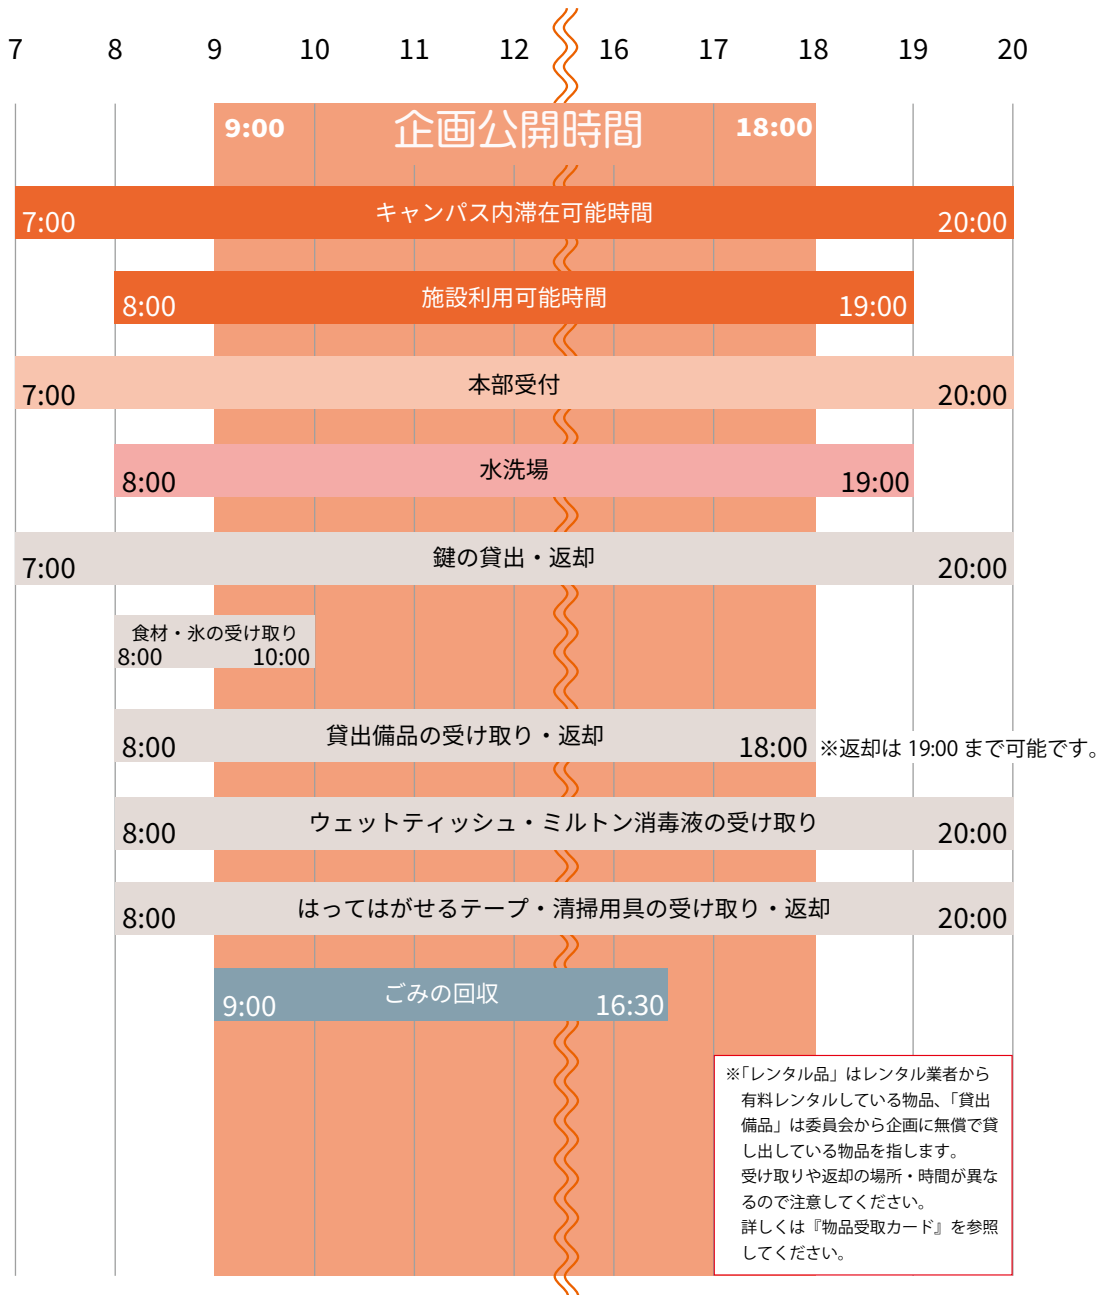 7 8 9 10 11 12 16 17 18 19 20
9:00 企画公開時間 18:00
7:00 キャンパス内滞在可能時間 20:00
8:00 施設利用可能時間 19:00
7:00 本部受付 20:00
8:00 水洗場 19:00
7:00 鍵の貸出・返却 20:00
食材・氷の受け取り
8:00 10:00
8:00 貸出備品の受け取り・返却 18:00 ※返却は 19:00 まで可能です。
8:00 ウェットティッシュ・ミルトン消毒液の受け取り 20:00
8:00 はってはがせるテープ・清掃用具の受け取り・返却 20:00
9:00 ごみの回収 16:30
※「レンタル品」はレンタル業者から
有料レンタルしている物品、「貸出
備品」は委員会から企画に無償で貸
し出している物品を指します。
受け取りや返却の場所・時間が異な
るので注意してください。
詳しくは『物品受取カード』を参照
してください。